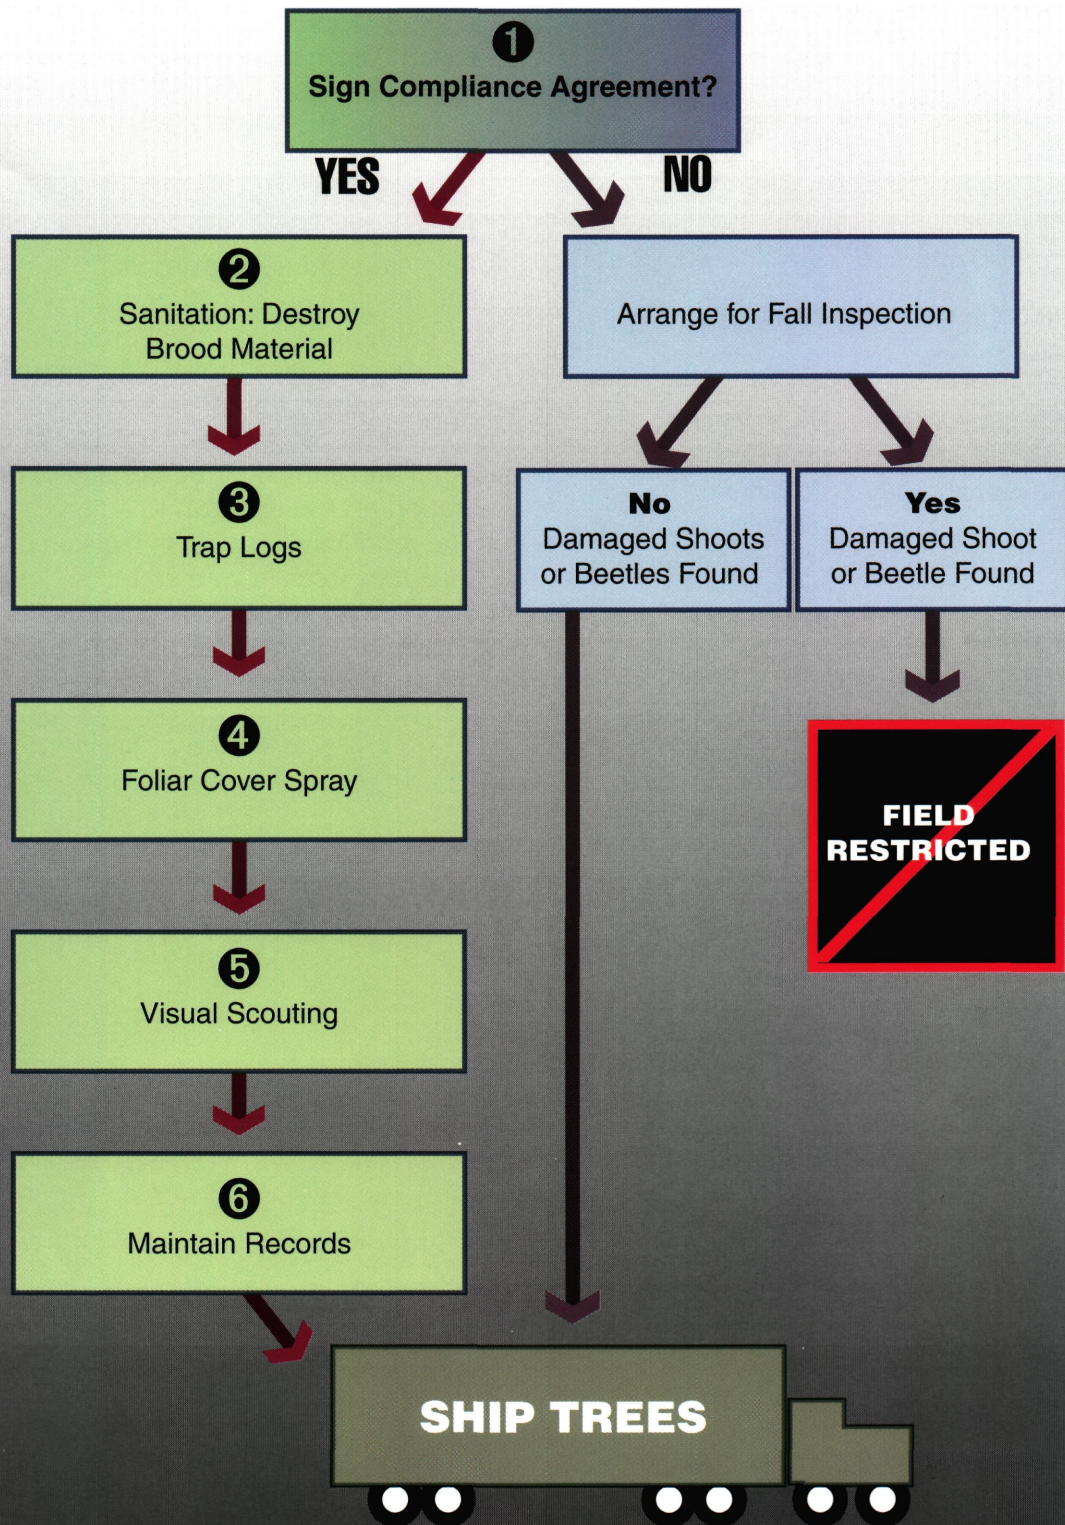 1
Sign Compliance Agreement?
YES
NO
2
Sanitation: Destroy
Brood Material
Arrange for Fall Inspection
3
Trap Logs
No
Damaged Shoots
or Beetles Found
Yes
Damaged Shoot
or Beetle Found
4
Foliar Cover Spray
FIELD
RESTRICTED
5
Visual Scouting
6
Maintain Records
SHIP TREES